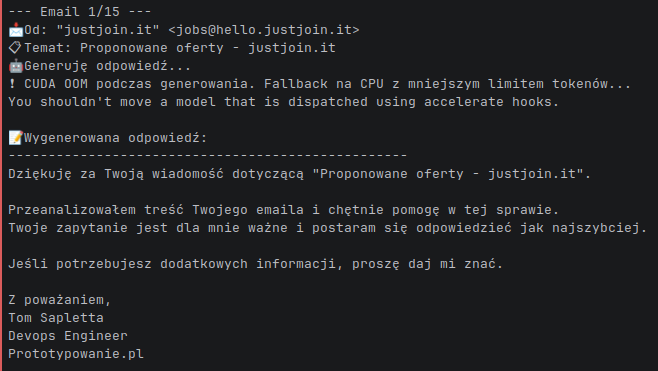 --- Email 1/15 ---
📩Od: "justjoin.it" <jobs@hello.justjoin.it>
📋Temat: Proponowane oferty - justjoin.it
🤖Generuję odpowiedź...
❗ CUDA OOM podczas generowania. Fallback na CPU z mniejszym limitem tokenów...
You shouldn't move a model that is dispatched using accelerate hooks.
📝Wygenerowana odpowiedź:
--------------------------------------------------
Dziękuję za Twoją wiadomość dotyczącą "Proponowane oferty - justjoin.it".
Przeanalizowałem treść Twojego emaila i chętnie pomogę w tej sprawie.
Twoje zapytanie jest dla mnie ważne i postaram się odpowiedzieć jak najszybciej.
Jeśli potrzebujesz dodatkowych informacji, proszę daj mi znać.
Z poważaniem,
Tom Sapletta
Devops Engineer
Prototypowanie.pl